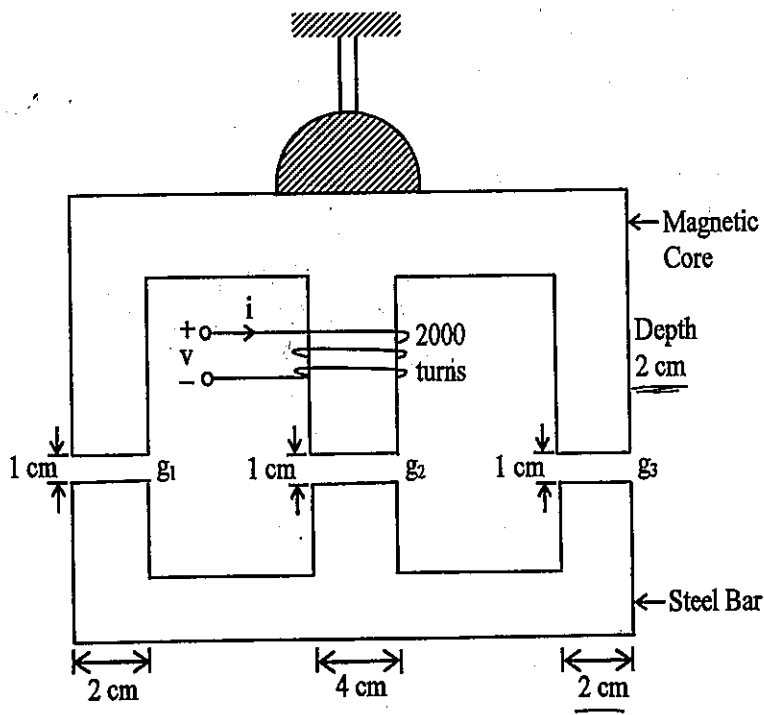 Magnetic
Core
i
+
2000
Depth
v
2 cm
−
turns
1 cm
g₁
1 cm
g₂
1 cm
g₃
Steel Bar
2 cm
4 cm
2 cm